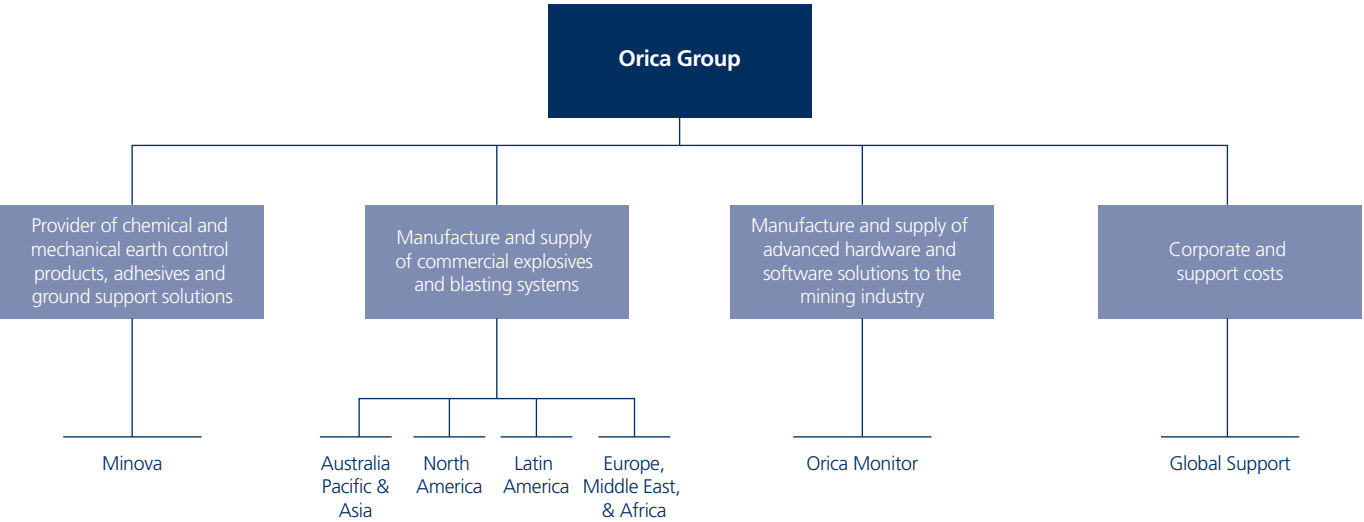 Orica Group
Provider of chemical and
mechanical earth control
products, adhesives and
ground support solutions
Manufacture and supply
of commercial explosives
and blasting systems
Manufacture and supply of
advanced hardware and
software solutions to the
mining industry
Corporate and
support costs
Minova
Australia
Pacific &
Asia
North
America
Latin
America
Europe,
Middle East,
& Africa
Orica Monitor
Global Support